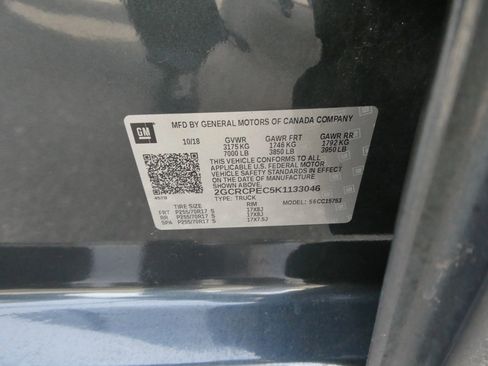 GM
MFD BY GENERAL MOTORS OF CANADA COMPANY
10/18 GVWR GAWR FRT GAWR RR
3175 KG 1746 KG 1792 KG
7000 LB 3850 LB 3950 LB
THIS VEHICLE CONFORMS TO ALL
APPLICABLE U.S. FEDERAL MOTOR
VEHICLE SAFETY STANDARDS IN EFFECT
ON THE DATE OF MANUFACTURE
SHOWN ABOVE.
2GCRCPEC5K1133046
TYPE: TRUCK MODEL: 56CC15753
TIRE SIZE RIM
FRT P255/70R17 S 17X8J
RR P255/70R17 S 17X8J
SPA P255/70R17 S 17X7.5J